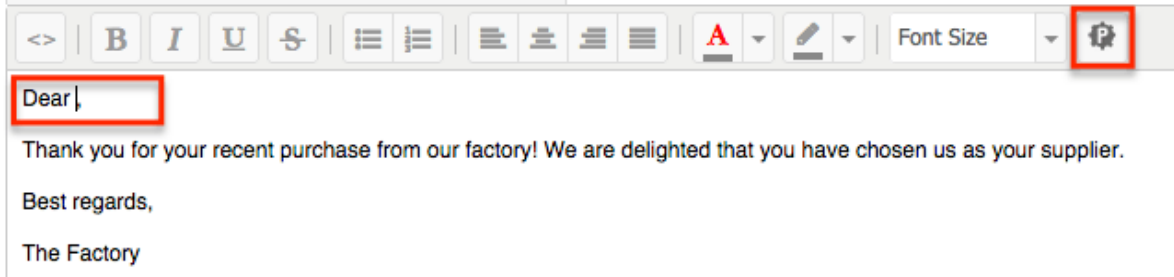 <> B I U S A Font Size P
Dear ,
Thank you for your recent purchase from our factory! We are delighted that you have chosen us as your supplier.
Best regards,
The Factory